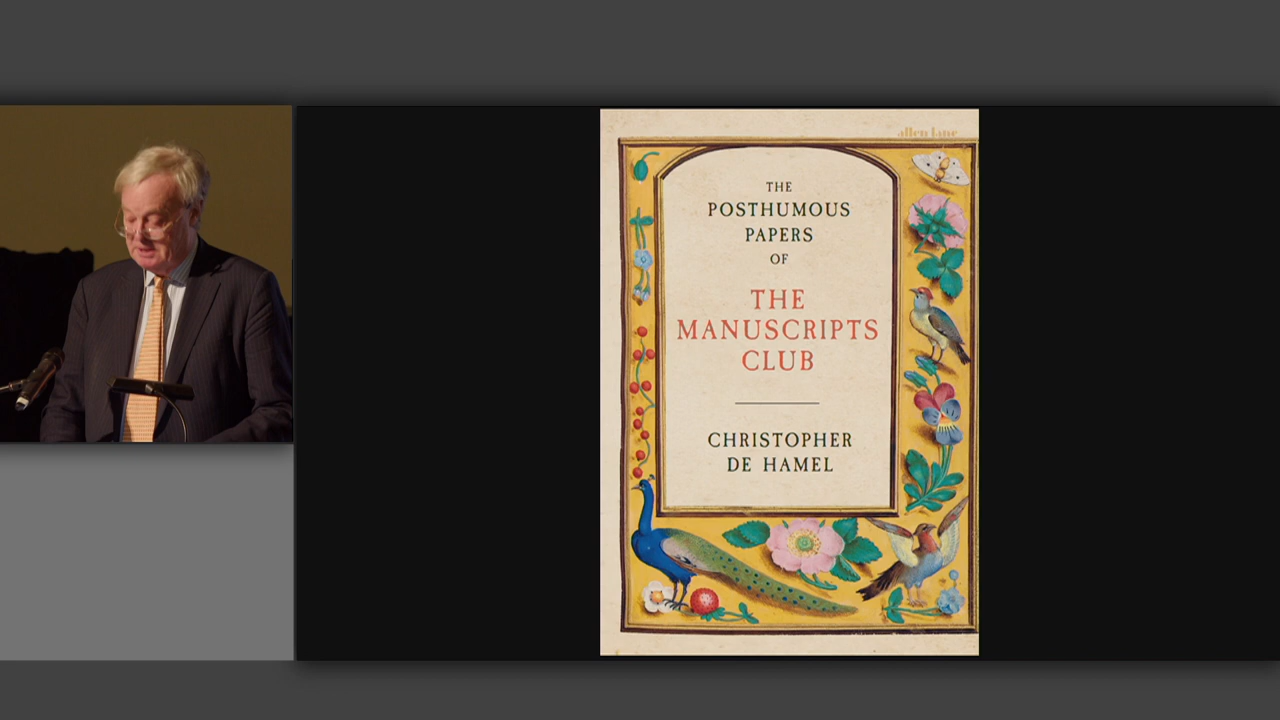 allen lane
THE
POSTHUMOUS
PAPERS
OF
THE
MANUSCRIPTS
CLUB
CHRISTOPHER
DE HAMEL